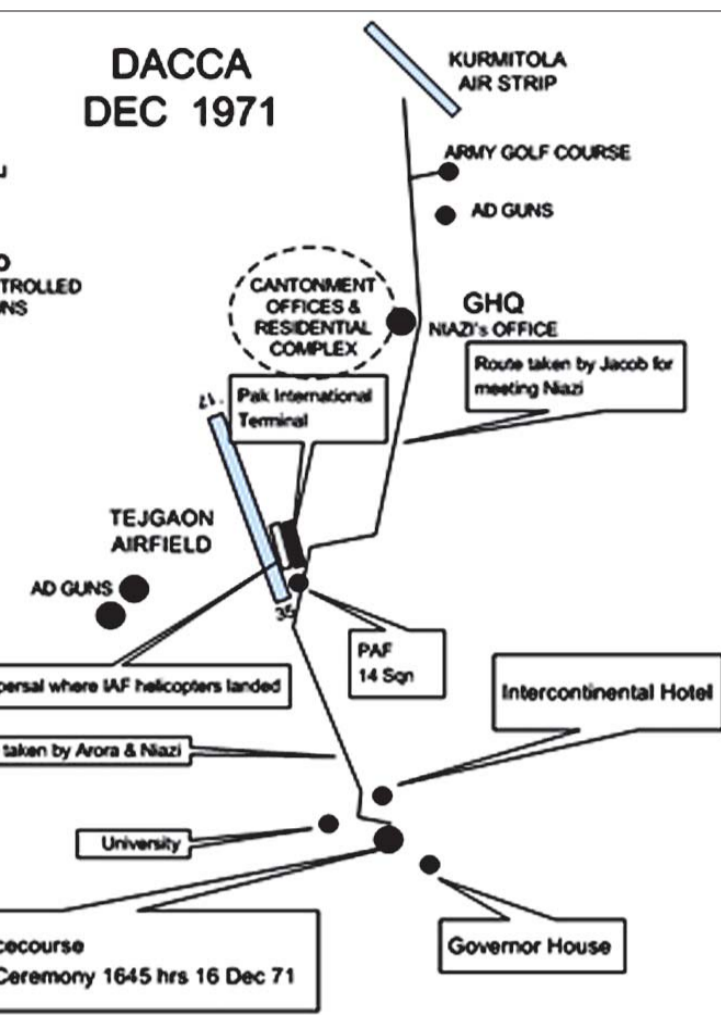 DACCA
DEC 1971
KURMITOLA
AIR STRIP
ARMY GOLF COURSE
AD GUNS
TROLLED
NS
CANTONMENT
OFFICES &
RESIDENTIAL
COMPLEX
GHQ
NIAZI's OFFICE
Route taken by Jacob for
meeting Niazi
17
Pak International
Terminal
TEJGAON
AIRFIELD
AD GUNS
35
PAF
14 Sqn
persal where IAF helicopters landed
Intercontinental Hotel
taken by Arora & Niazi
University
cecourse
Ceremony 1645 hrs 16 Dec 71
Governor House